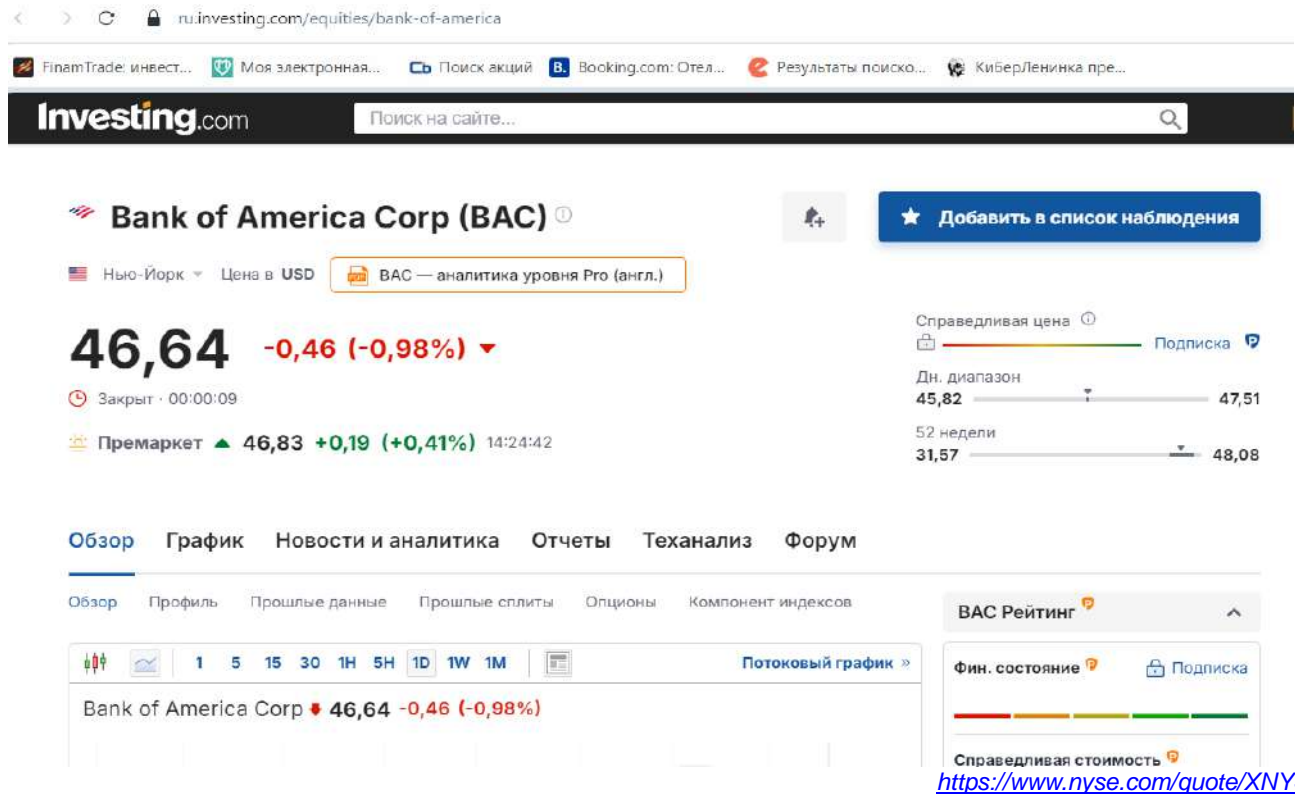 ru.investing.com/equities/bank-of-america
FinamTrade: инвест... Моя электронная... Сь Поиск акций B. Booking.com: Отел... Результаты поиско... КиберЛенинка пре...
Investing.com Поиск на сайте...
Bank of America Corp (BAC)
Добавить в список наблюдения
Нью-Йорк Цена в USD BAC — аналитика уровня Pro (англ.)
46,64 -0,46 (-0,98%)
Справедливая цена
Подписка
Закрыт · 00:00:09
Дн. диапазон
45,82 47,51
Премаркет 46,83 +0,19 (+0,41%) 14:24:42
52 недели
31,57 48,08
Обзор График Новости и аналитика Отчеты Теханализ Форум
Обзор Профиль Прошлые данные Прошлые сплиты Опционы Компонент индексов
BAC Рейтинг
1 5 15 30 1H 5H 1D 1W 1M Потоковый график »
Фин. состояние Подписка
Bank of America Corp 46,64 -0,46 (-0,98%)
Справедливая стоимость
https://www.nyse.com/quote/XNY